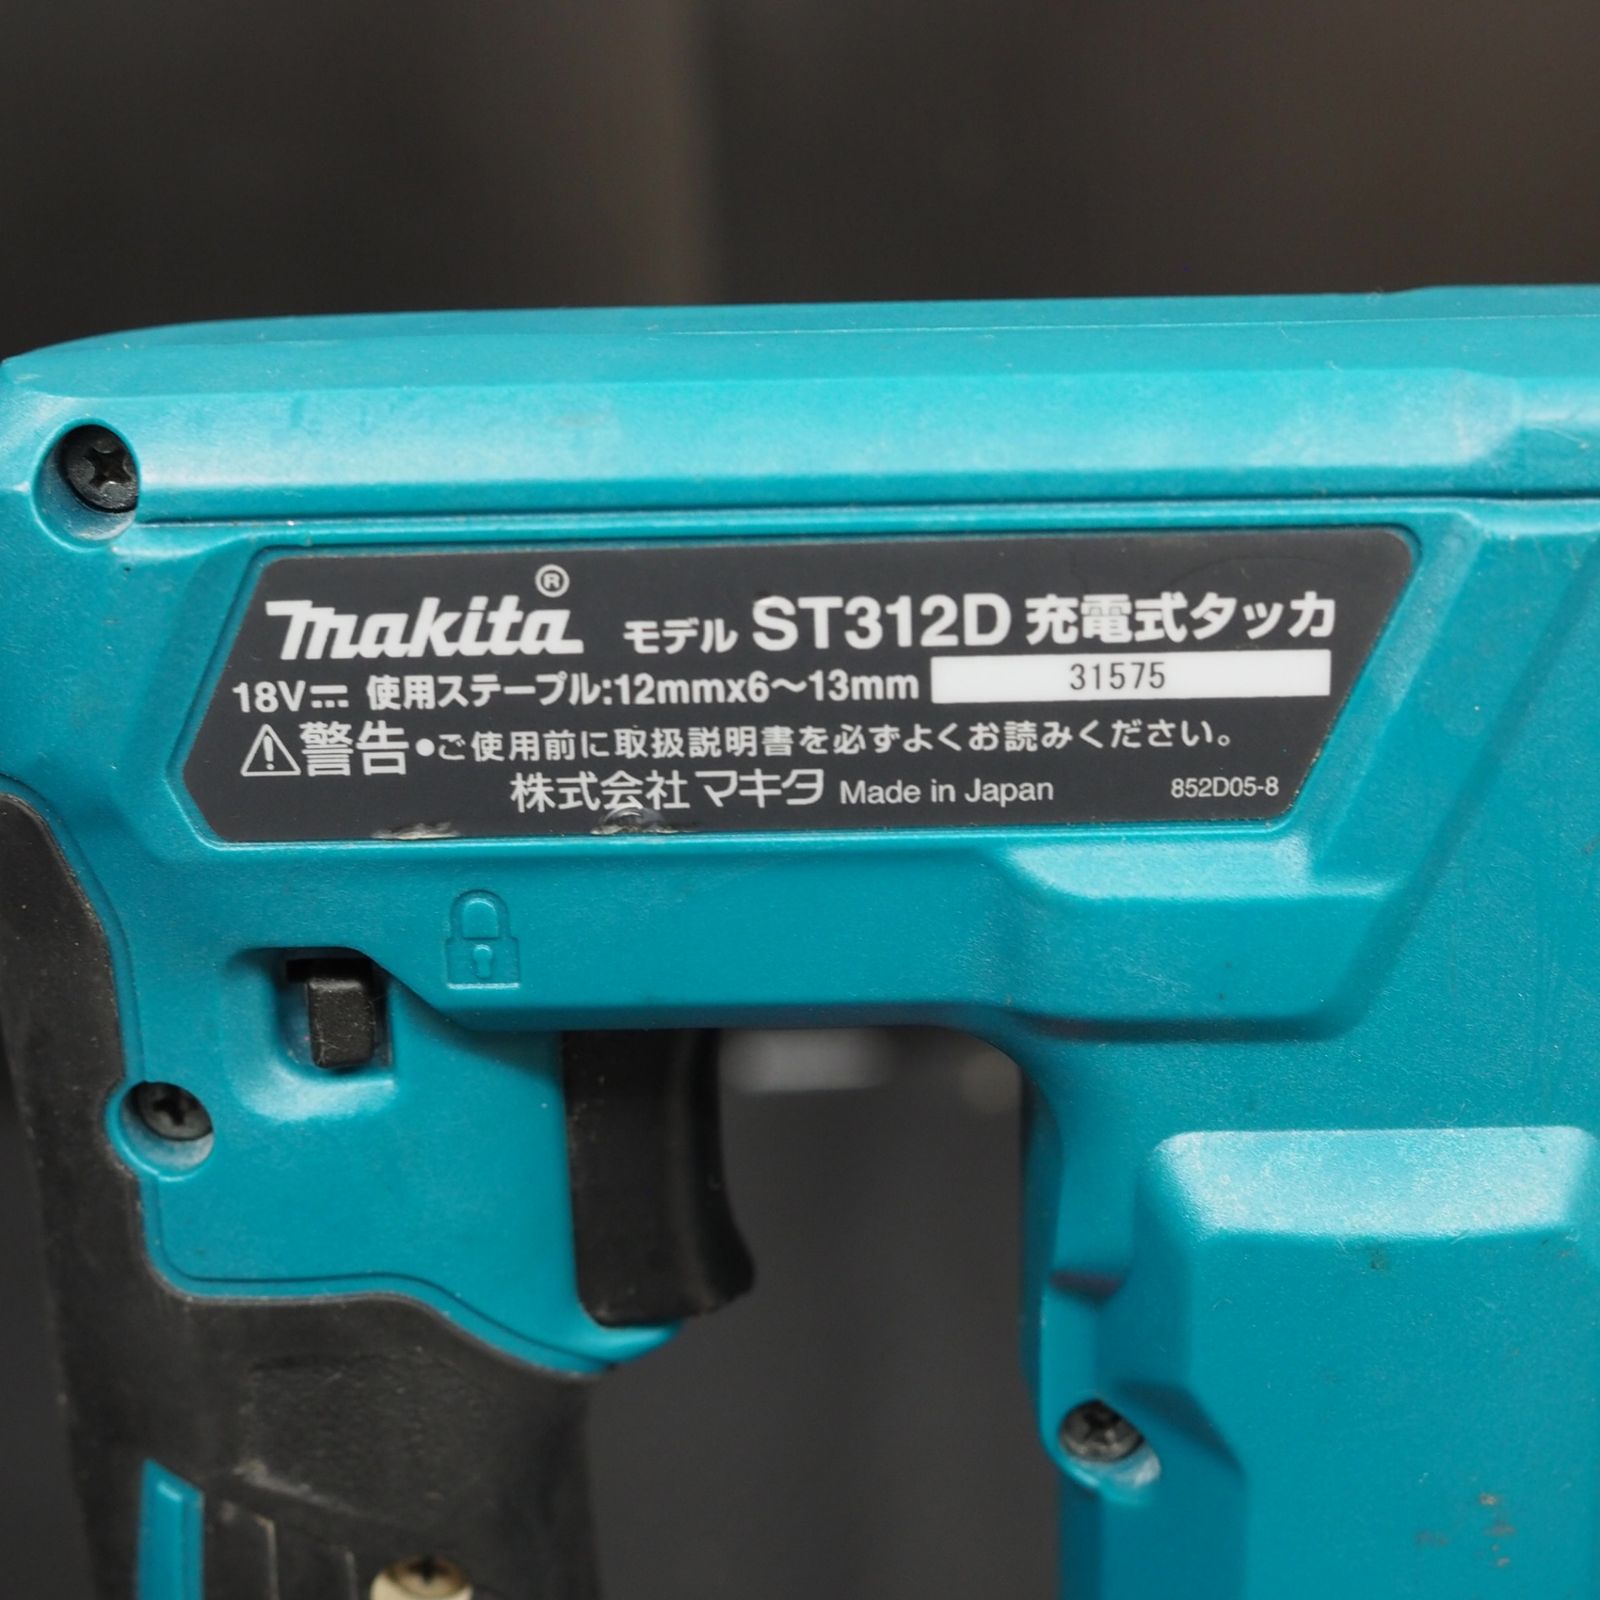 makita® モデル ST312D 充電式タッカ
18V⎓ 使用ステープル:12mmx6～13mm 31575
⚠警告 ●ご使用前に取扱説明書を必ずよくお読みください。
株式会社マキタ Made in Japan 852D05-8